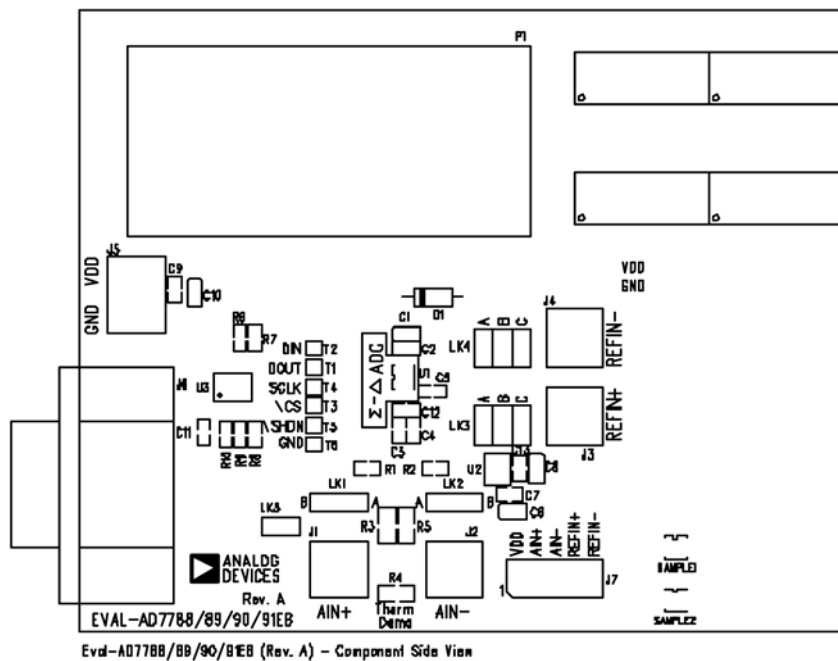 P1
J5
GND VDD
C9
C10
VDD
GND
D1
C1
C2
R6
R7
DIN T2
DOUT T1
SCLK T4
\CS T3
\SHDN T5
GND T6
U3
C11
R10 R9 R8
Σ-Δ ADC
U1
C5
C12
C4
C3
A B C
LK4
J4
REFIN-
A B C
LK3
J3
REFIN+
U2
C8
C7
C6
R1 R2
LK1
B A
LK2
A B
LK5
R3 R5
J1
J2
R4
AIN+
Therm
Demo
AIN-
VDD
AIN+
AIN-
REFIN+
REFIN-
1
J7
SAMPLE1
SAMPLE2
ANALOG
DEVICES
Rev. A
EVAL-AD7788/89/90/91EB
Eval-AD7788/89/90/91EB (Rev. A) - Component Side View